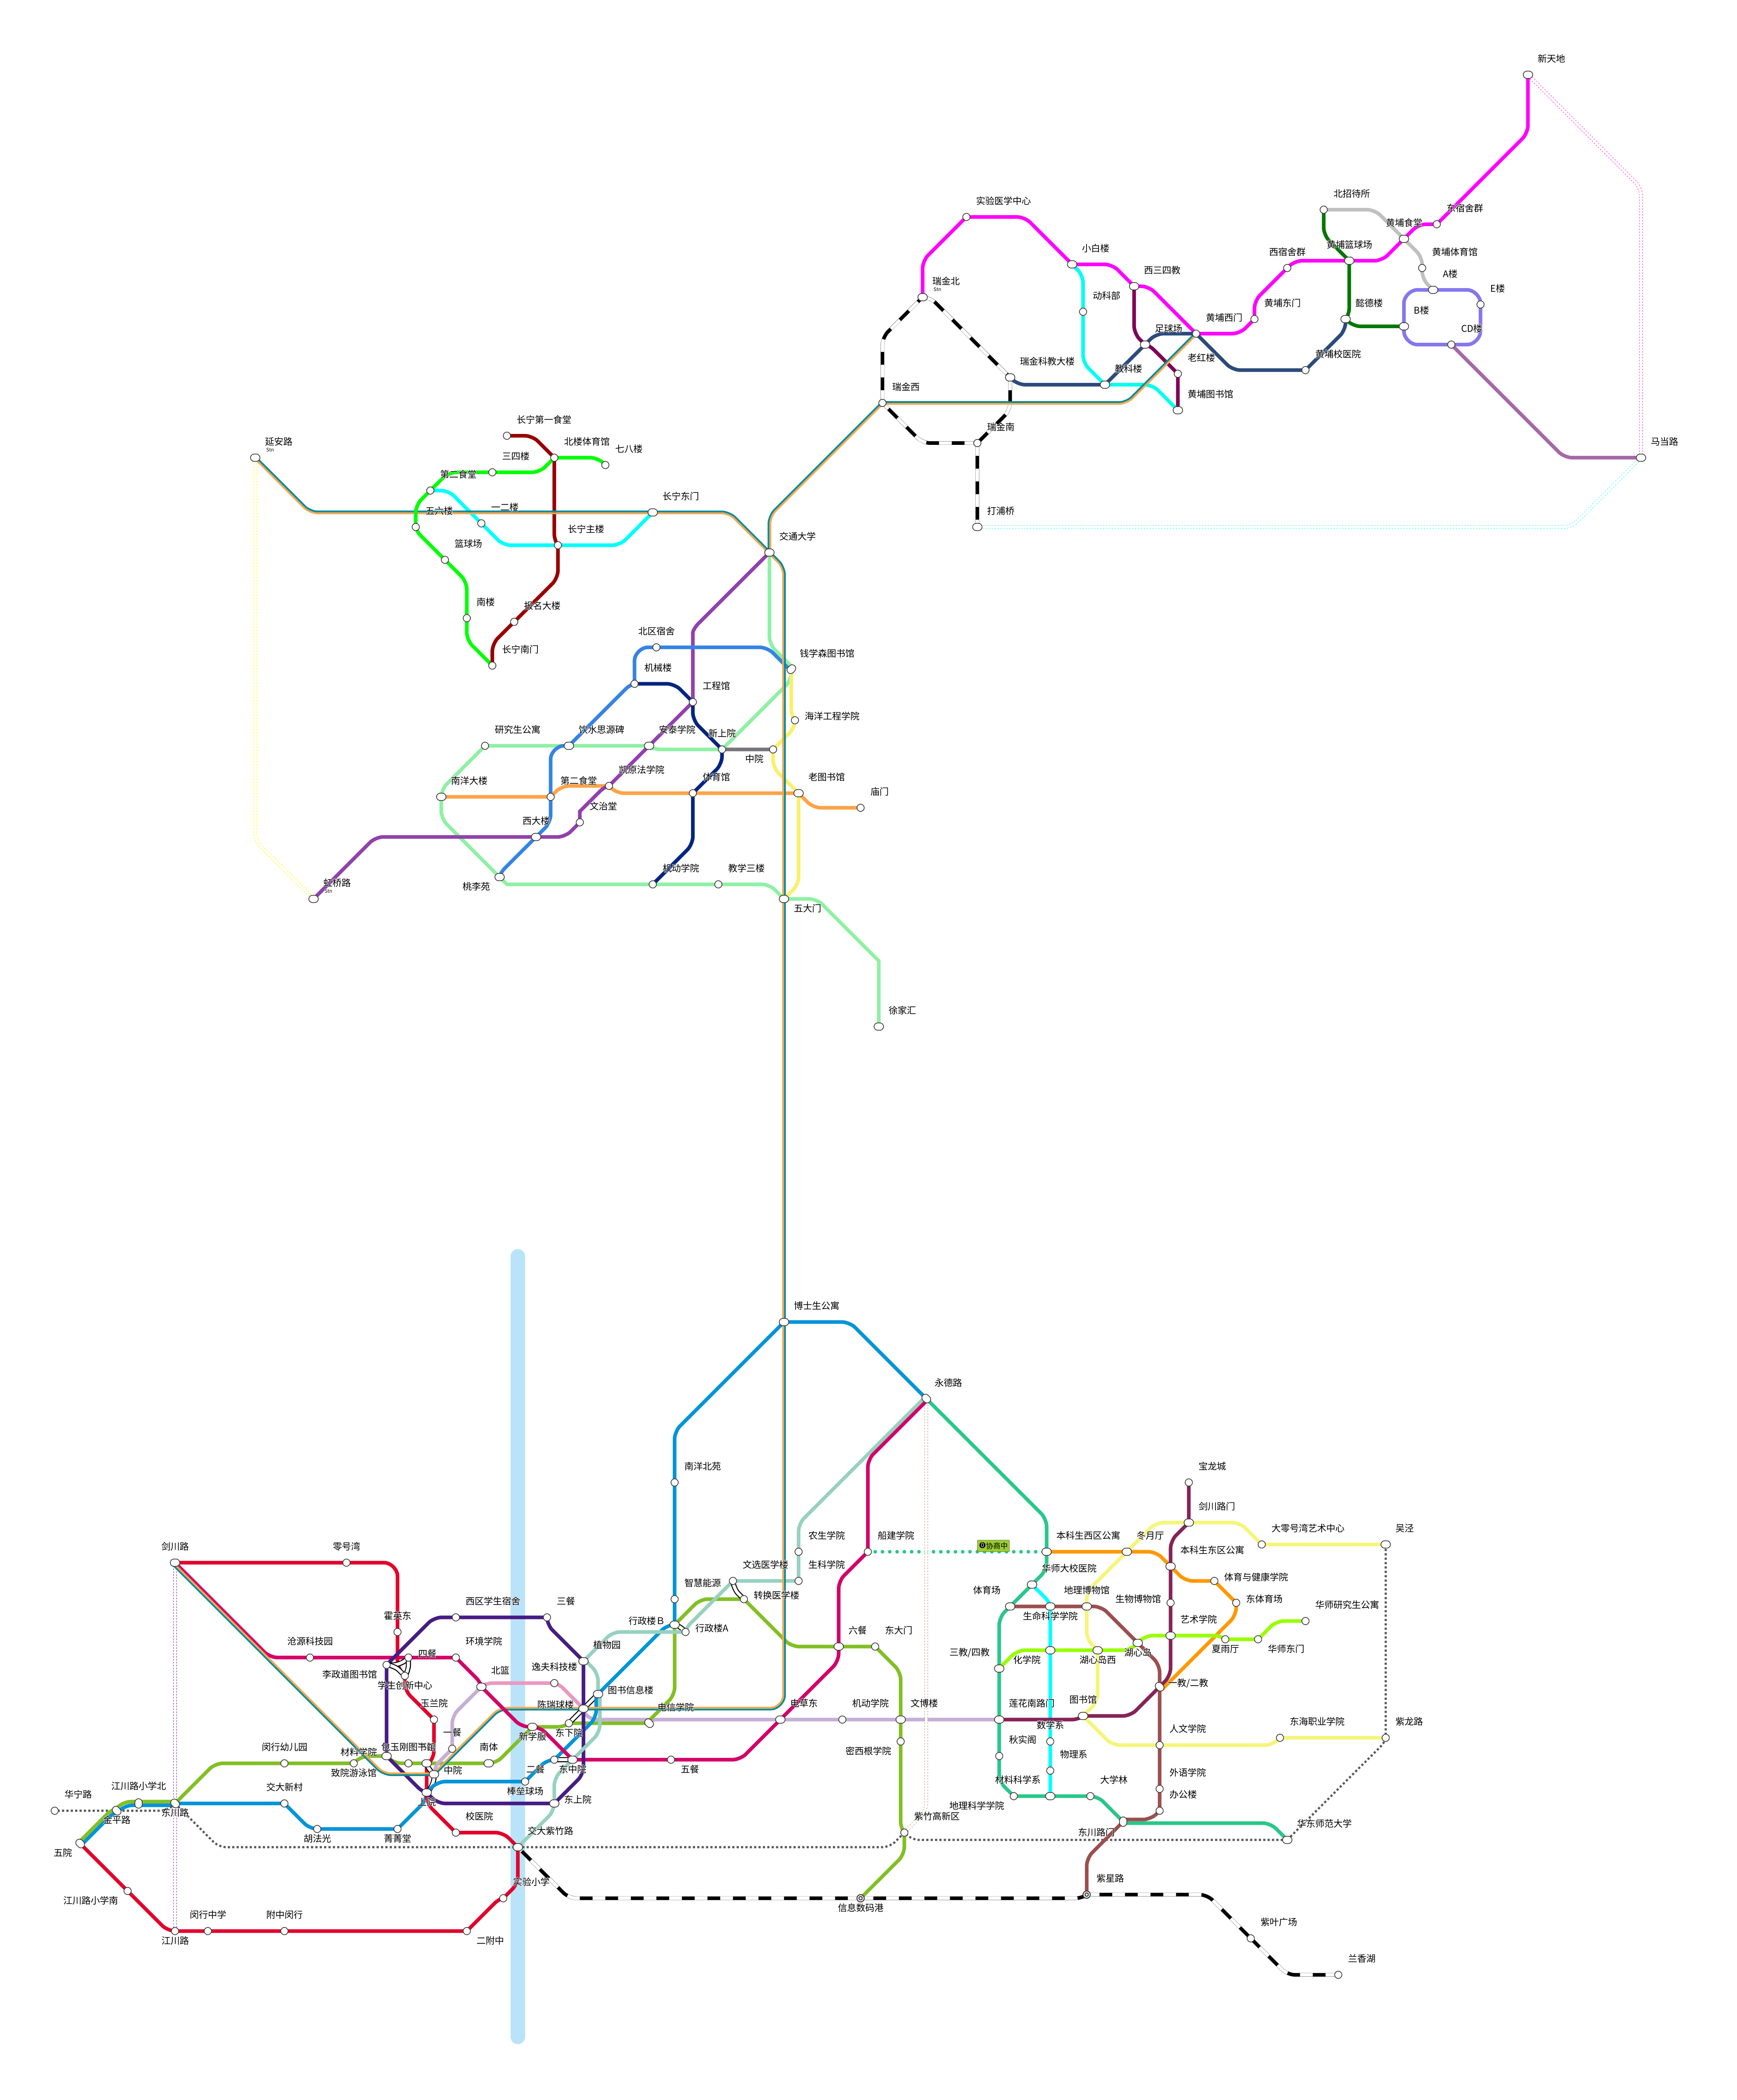 新天地
实验医学中心
北招待所
东宿舍群
黄埔食堂
小白楼
西宿舍群
黄埔篮球场
黄埔体育馆
西三四教
A楼
瑞金北
Stn
动科部
E楼
黄埔东门
懿德楼
B楼
黄埔西门
足球场
CD楼
老红楼
黄埔校医院
瑞金科教大楼
教科楼
瑞金西
黄埔图书馆
瑞金南
马当路
打浦桥
长宁第一食堂
延安路
Stn
北楼体育馆
七八楼
三四楼
第二食堂
长宁东门
五六楼
一二楼
长宁主楼
篮球场
交通大学
南楼
报名大楼
长宁南门
北区宿舍
钱学森图书馆
机械楼
工程馆
海洋工程学院
研究生公寓
饮水思源碑
安泰学院
新上院
中院
凯原法学院
南洋大楼
第二食堂
体育馆
老图书馆
庙门
文治堂
西大楼
虹桥路
Stn
桃李苑
机动学院
教学三楼
五大门
徐家汇
博士生公寓
永德路
南洋北苑
宝龙城
剑川路门
剑川路
零号湾
农生学院
船建学院
协商中
本科生西区公寓
冬月厅
大零号湾艺术中心
吴泾
本科生东区公寓
文选医学楼
生科学院
华师大校医院
体育与健康学院
智慧能源
转换医学楼
体育场
地理博物馆
生物博物馆
东体育场
西区学生宿舍
三餐
霍英东
行政楼B
行政楼A
生命科学学院
艺术学院
华师研究生公寓
六餐
东大门
沧源科技园
四餐
环境学院
植物园
三教/四教
化学院
湖心岛西
湖心岛
夏雨厅
华师东门
李政道图书馆
学生创新中心
北篮
逸夫科技楼
一教/二教
图书信息楼
玉兰院
陈瑞球楼
电信学院
电草东
机动学院
文博楼
莲花南路门
图书馆
一餐
新学服
东下院
数学系
人文学院
东海职业学院
紫龙路
闵行幼儿园
材料学院
包玉刚图书馆
南体
秋实阁
密西根学院
致院游泳馆
中院
二餐
东中院
五餐
物理系
外语学院
华宁路
江川路小学北
交大新村
棒垒球场
材料科学系
大学林
办公楼
金平路
东川路
上院
东上院
地理科学学院
紫竹高新区
校医院
交大紫竹路
东川路门
华东师范大学
胡法光
菁菁堂
五院
实验小学
紫星路
江川路小学南
闵行中学
附中闵行
信息数码港
江川路
二附中
紫叶广场
兰香湖